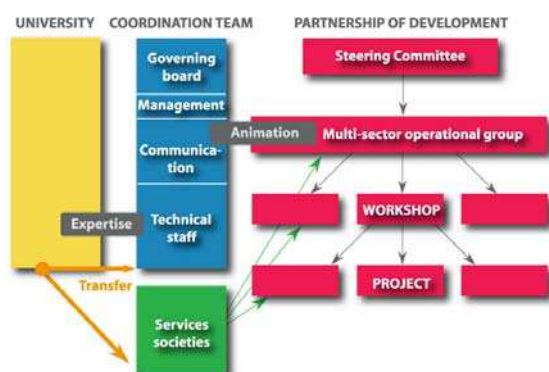 UNIVERSITY
COORDINATION TEAM
PARTNERSHIP OF DEVELOPMENT
Governing
board
Management
Communica-
tion
Technical
staff
Expertise
Animation
Transfer
Services
societies
Steering Committee
Multi-sector operational group
WORKSHOP
PROJECT